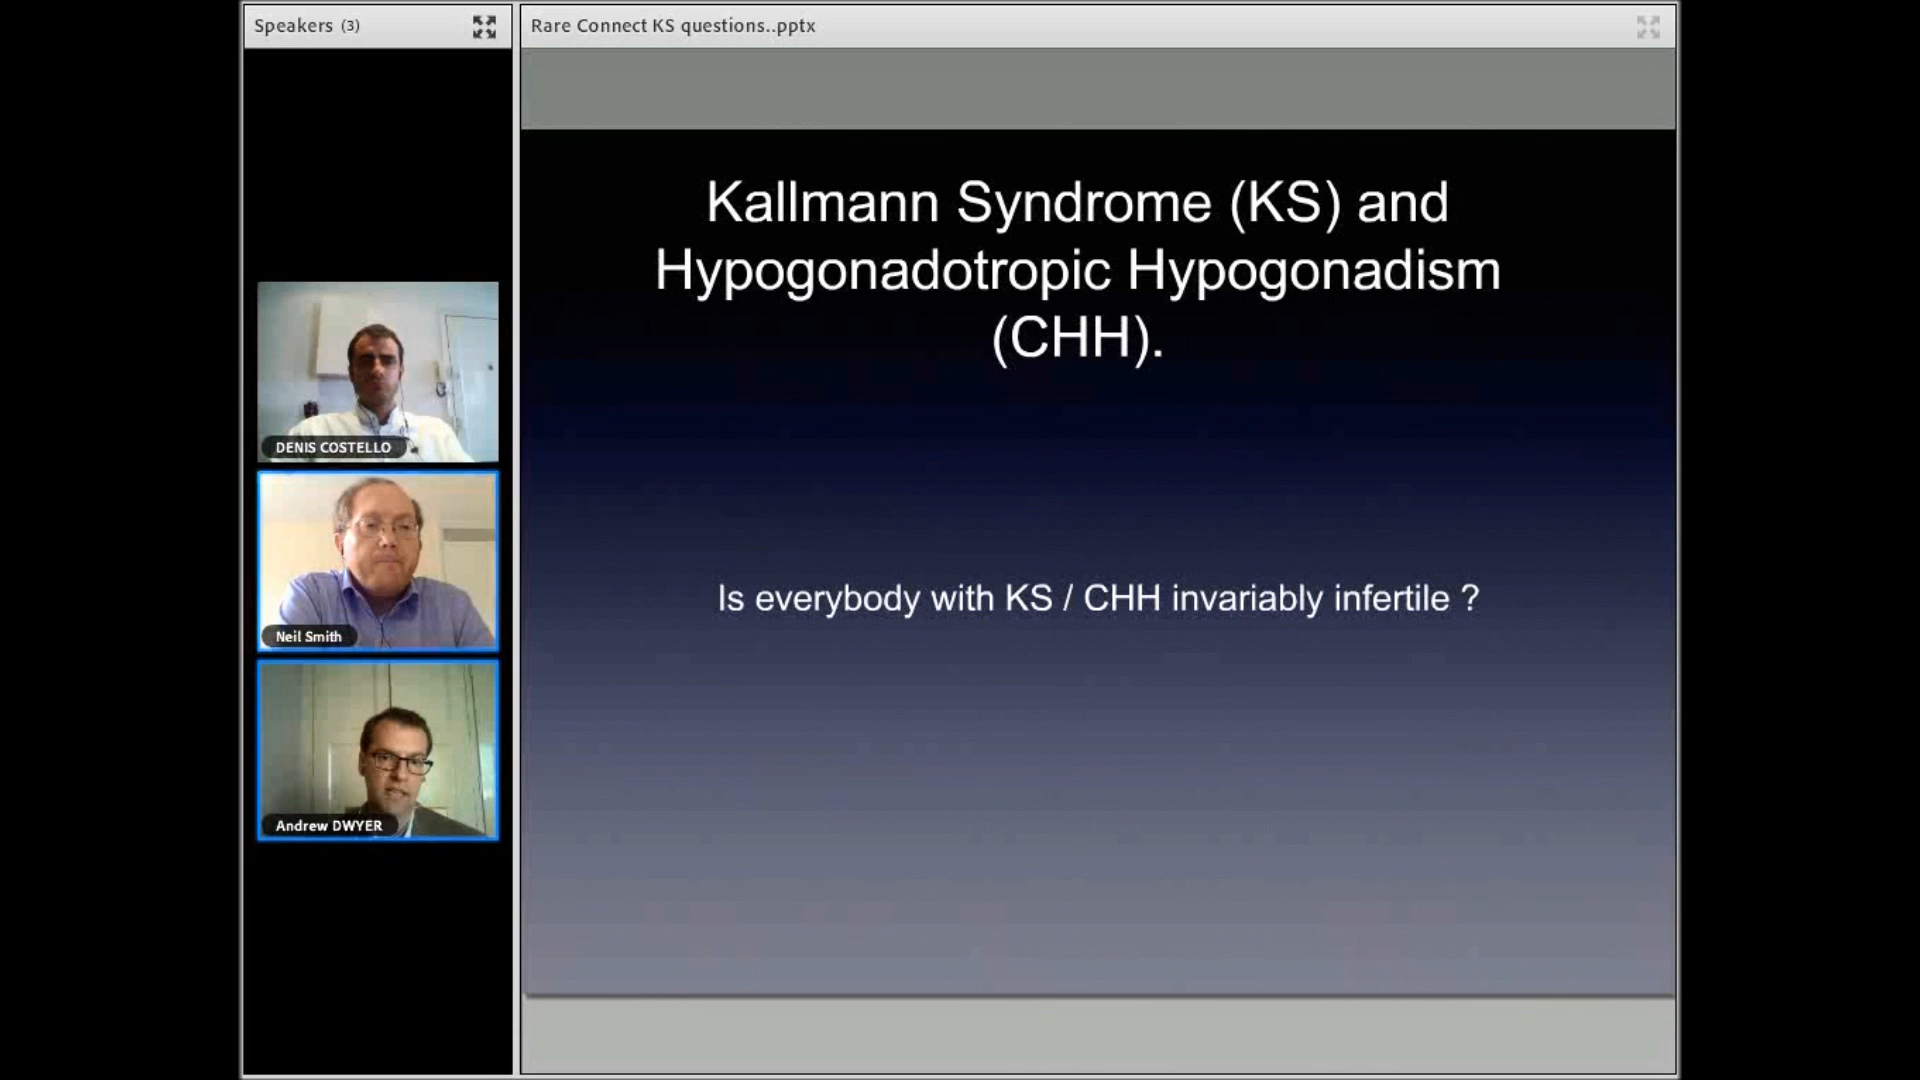 Speakers (3)
Rare Connect KS questions..pptx
Kallmann Syndrome (KS) and
Hypogonadotropic Hypogonadism
(CHH).
Is everybody with KS / CHH invariably infertile ?
DENIS COSTELLO
Neil Smith
Andrew DWYER